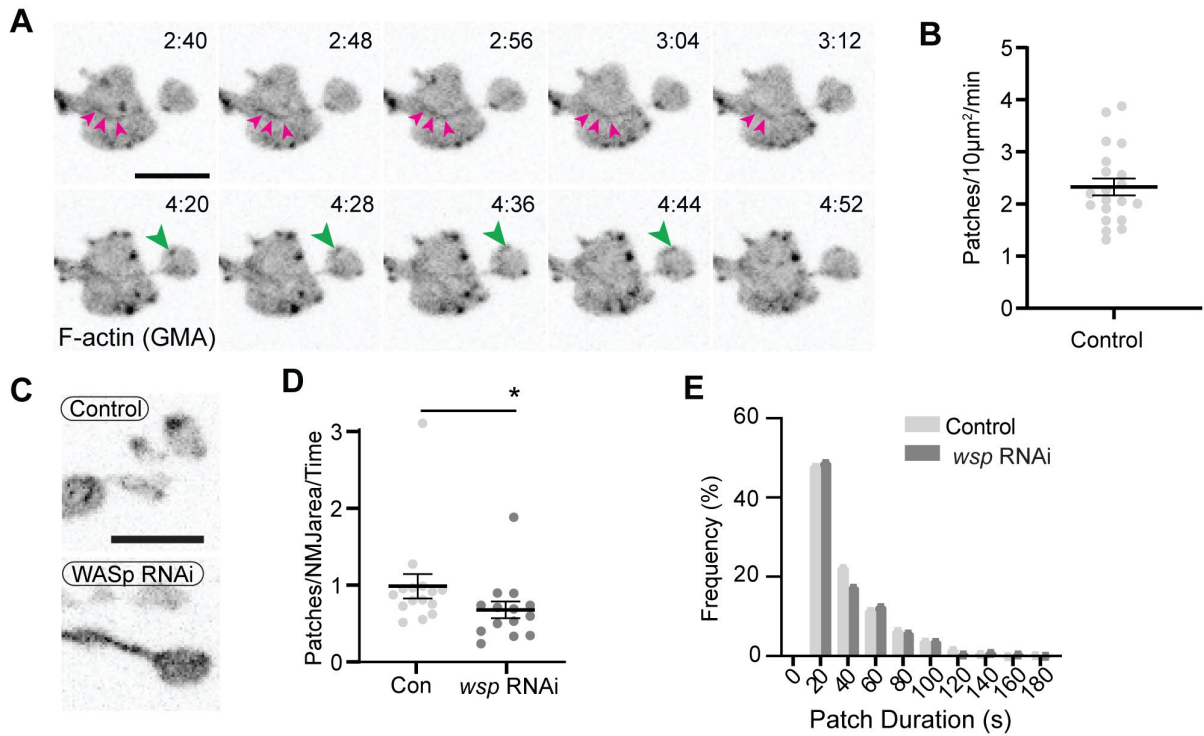 A
2:40 2:48 2:56 3:04 3:12
4:20 4:28 4:36 4:44 4:52
F-actin (GMA)
B
Patches/10µm²/min
5
4
3
2
1
0
Control
C
Control
WASp RNAi
D
*
Patches/NMJarea/Time
3
2
1
0
Con wsp RNAi
E
Frequency (%)
60
40
20
0
Control
wsp RNAi
0 20 40 60 80 100 120 140 160 180
Patch Duration (s)